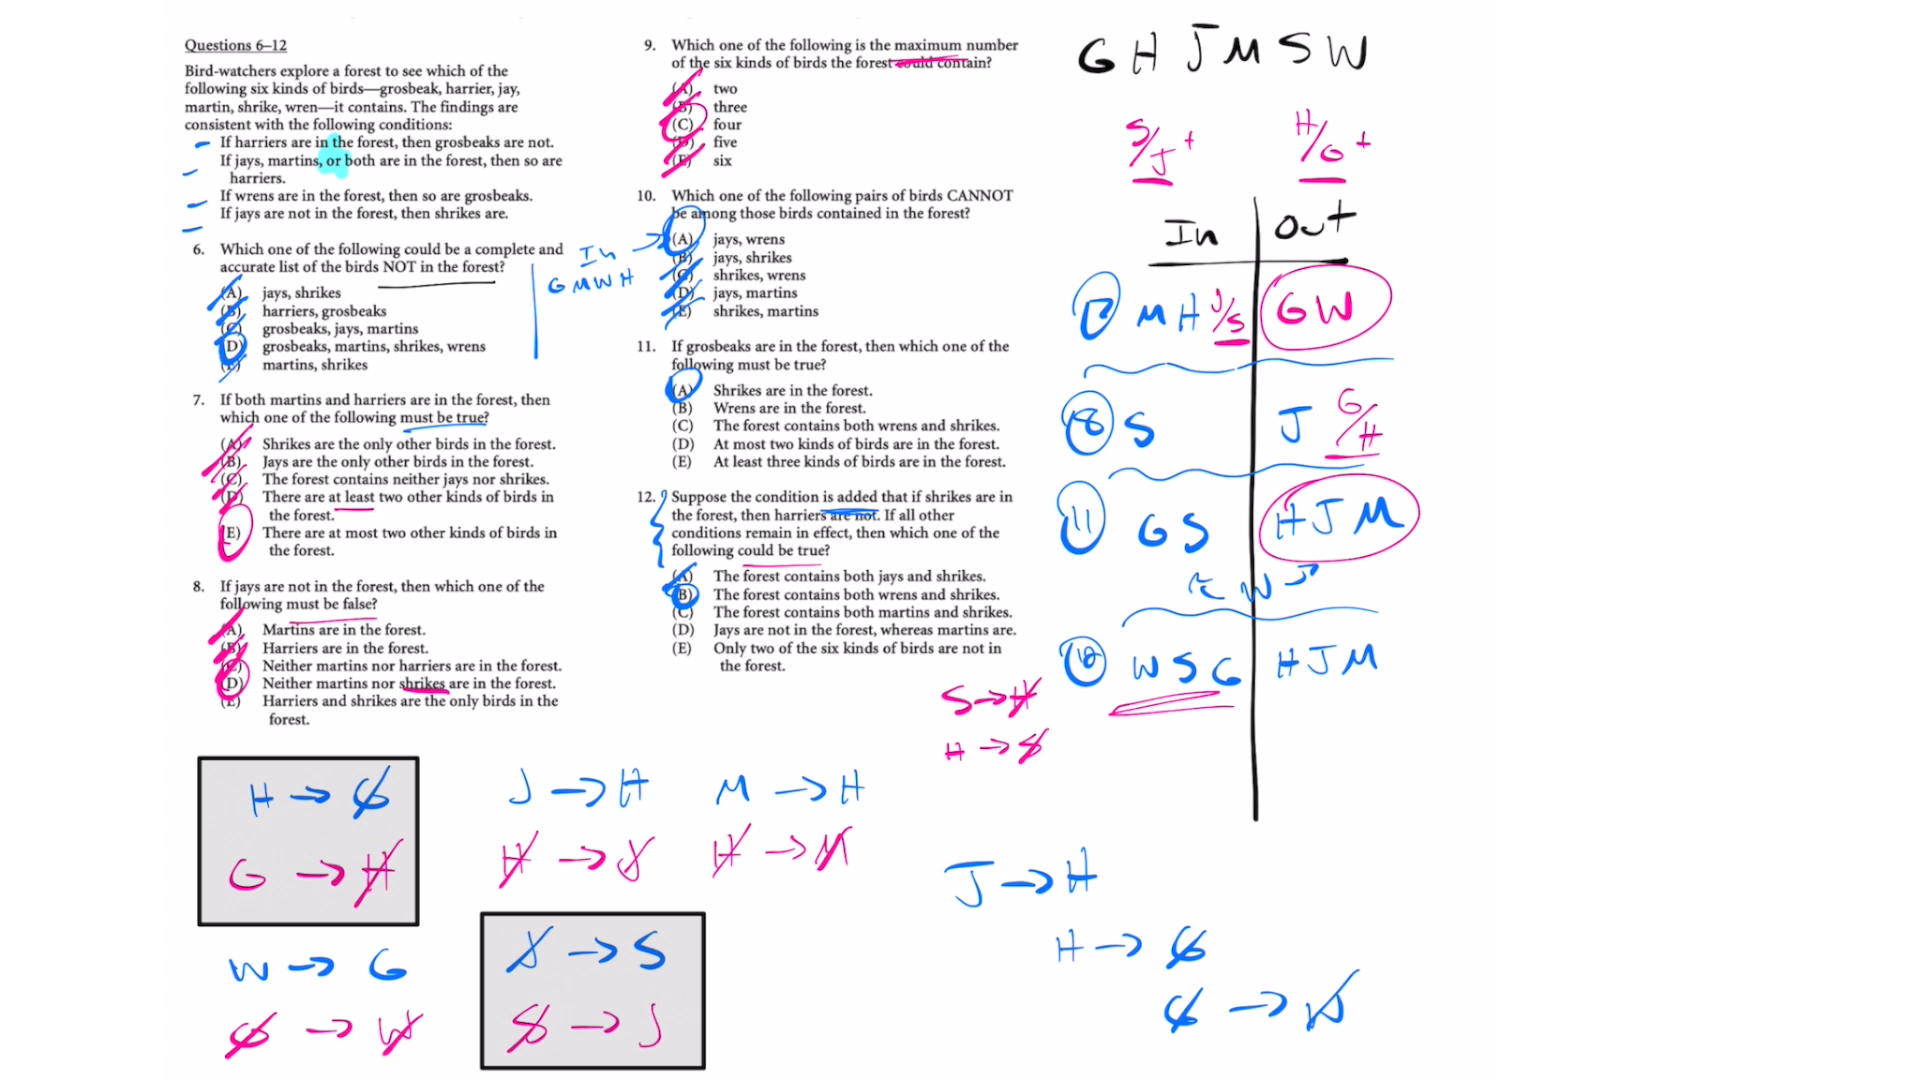 Questions 6–12
Bird-watchers explore a forest to see which of the
following six kinds of birds—grosbeak, harrier, jay,
martin, shrike, wren—it contains. The findings are
consistent with the following conditions:
If harriers are in the forest, then grosbeaks are not.
If jays, martins, or both are in the forest, then so are
harriers.
If wrens are in the forest, then so are grosbeaks.
If jays are not in the forest, then shrikes are.
6. Which one of the following could be a complete and
accurate list of the birds NOT in the forest?
(A) jays, shrikes
(B) harriers, grosbeaks
(C) grosbeaks, jays, martins
(D) grosbeaks, martins, shrikes, wrens
(E) martins, shrikes
In
G M W H
7. If both martins and harriers are in the forest, then
which one of the following must be true?
(A) Shrikes are the only other birds in the forest.
(B) Jays are the only other birds in the forest.
(C) The forest contains neither jays nor shrikes.
(D) There are at least two other kinds of birds in
the forest.
(E) There are at most two other kinds of birds in
the forest.
8. If jays are not in the forest, then which one of the
following must be false?
(A) Martins are in the forest.
(B) Harriers are in the forest.
(C) Neither martins nor harriers are in the forest.
(D) Neither martins nor shrikes are in the forest.
(E) Harriers and shrikes are the only birds in the
forest.
9. Which one of the following is the maximum number
of the six kinds of birds the forest could contain?
(A) two
(B) three
(C) four
(D) five
(E) six
10. Which one of the following pairs of birds CANNOT
be among those birds contained in the forest?
(A) jays, wrens
(B) jays, shrikes
(C) shrikes, wrens
(D) jays, martins
(E) shrikes, martins
11. If grosbeaks are in the forest, then which one of the
following must be true?
(A) Shrikes are in the forest.
(B) Wrens are in the forest.
(C) The forest contains both wrens and shrikes.
(D) At most two kinds of birds are in the forest.
(E) At least three kinds of birds are in the forest.
12. Suppose the condition is added that if shrikes are in
the forest, then harriers are not. If all other
conditions remain in effect, then which one of the
following could be true?
(A) The forest contains both jays and shrikes.
(B) The forest contains both wrens and shrikes.
(C) The forest contains both martins and shrikes.
(D) Jays are not in the forest, whereas martins are.
(E) Only two of the six kinds of birds are not in
the forest.
S → H
H → S
G H J M S W
S/J + H/G +
In Out
7 M H J/S G W
8 S J G/H
11 G S H J M
← W →
12 W S G H J M
H → G
G → H
J → H M → H
H → J H → M
W → G
G → W
J → S
S → J
J → H
H → G
G → W